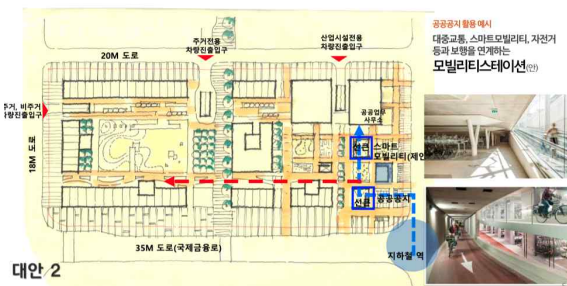 공공공지 활용 예시
대중교통, 스마트모빌리티, 자전거
등과 보행을 연계하는
모빌리티스테이션(안)
주거전용
차량진출입구
산업시설전용
차량진출입구
20M 도로
주거, 비주거
차량진출입구
18M 도로
공공업무
사무소
선큰 스마트
모빌리티(제안
선큰 공공공지
35M 도로(국제금융로)
지하철 역
대안 2